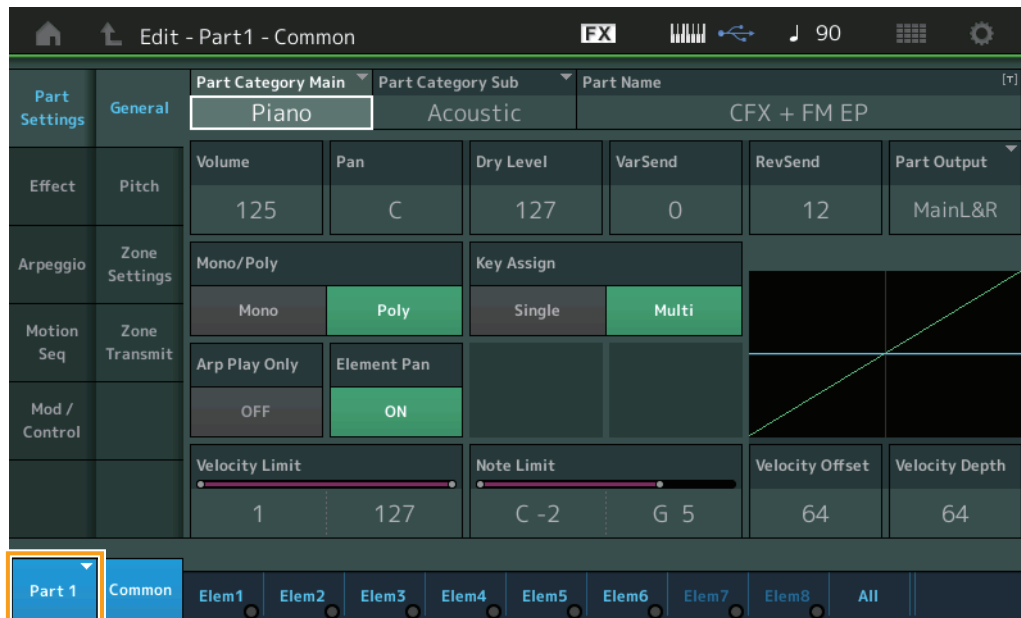 Edit - Part1 - Common
FX
90
Part Settings
General
Part Category Main
Part Category Sub
Part Name
[T]
Piano
Acoustic
CFX + FM EP
Effect
Pitch
Volume
Pan
Dry Level
VarSend
RevSend
Part Output
125
C
127
0
12
MainL&R
Arpeggio
Zone Settings
Mono/Poly
Key Assign
Mono
Poly
Single
Multi
Motion Seq
Zone Transmit
Arp Play Only
Element Pan
OFF
ON
Mod / Control
Velocity Limit
Note Limit
Velocity Offset
Velocity Depth
1
127
C -2
G 5
64
64
Part 1
Common
Elem1
Elem2
Elem3
Elem4
Elem5
Elem6
Elem7
Elem8
All